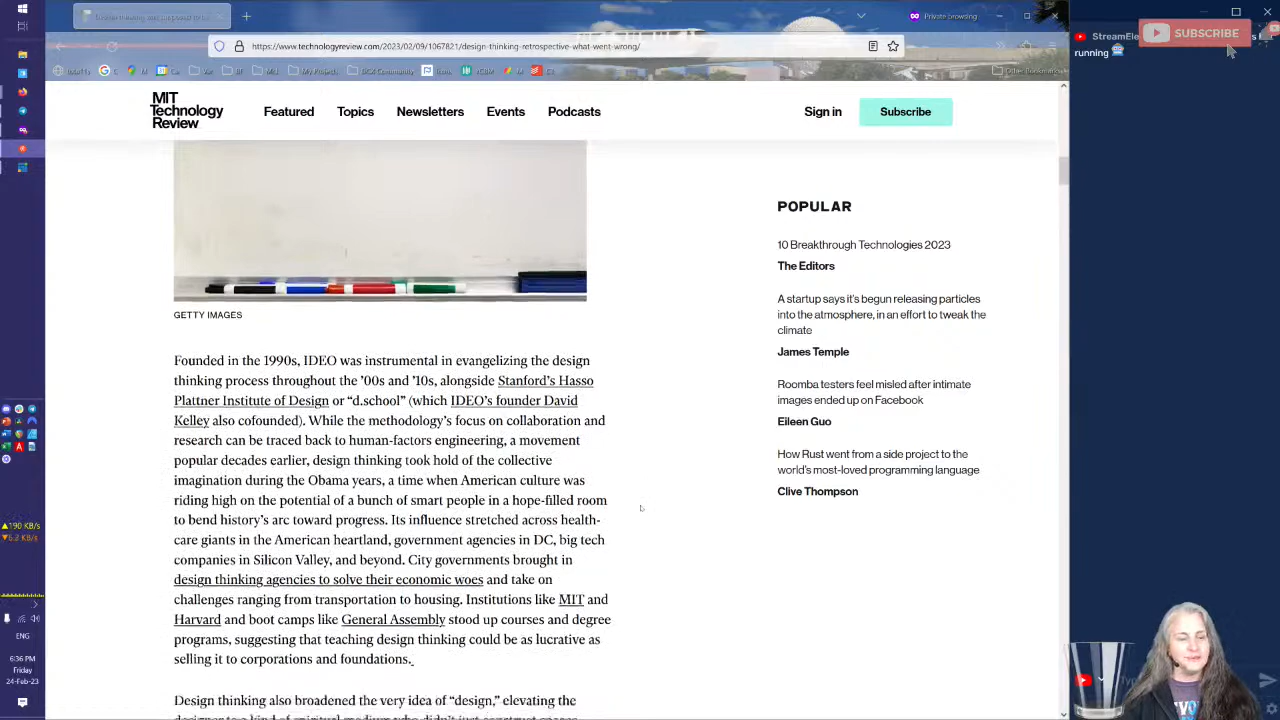 Private browsing
https://www.technologyreview.com/2023/02/09/1067821/design-thinking-retrospective-what-went-wrong/
SUBSCRIBE
StreamEle
running
MIT
Technology
Review
Featured
Topics
Newsletters
Events
Podcasts
Sign in
Subscribe
GETTY IMAGES
Founded in the 1990s, IDEO was instrumental in evangelizing the design
thinking process throughout the ’00s and ’10s, alongside Stanford’s Hasso
Plattner Institute of Design or “d.school” (which IDEO’s founder David
Kelley also cofounded). While the methodology’s focus on collaboration and
research can be traced back to human-factors engineering, a movement
popular decades earlier, design thinking took hold of the collective
imagination during the Obama years, a time when American culture was
riding high on the potential of a bunch of smart people in a hope-filled room
to bend history’s arc toward progress. Its influence stretched across health-
care giants in the American heartland, government agencies in DC, big tech
companies in Silicon Valley, and beyond. City governments brought in
design thinking agencies to solve their economic woes and take on
challenges ranging from transportation to housing. Institutions like MIT and
Harvard and boot camps like General Assembly stood up courses and degree
programs, suggesting that teaching design thinking could be as lucrative as
selling it to corporations and foundations.
Design thinking also broadened the very idea of “design,” elevating the
POPULAR
10 Breakthrough Technologies 2023
The Editors
A startup says it’s begun releasing particles
into the atmosphere, in an effort to tweak the
climate
James Temple
Roomba testers feel misled after intimate
images ended up on Facebook
Eileen Guo
How Rust went from a side project to the
world’s most-loved programming language
Clive Thompson
190 KB/s
6.3 KB/s
ENG
6:36 PM
Friday
24-Feb-23